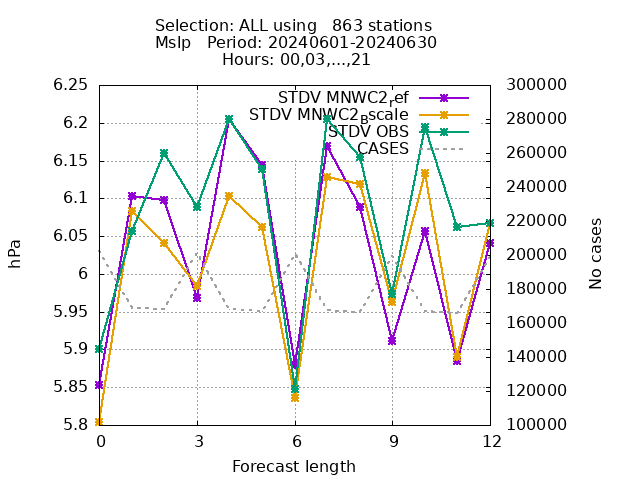 Selection: ALL using   863 stations
Mslp   Period: 20240601-20240630
Hours: 00,03,...,21
6.25
6.2
6.15
6.1
6.05
6
5.95
5.9
5.85
5.8
hPa
STDV MNWC2ref
STDV MNWC2Bscale
STDV OBS
CASES
300000
280000
260000
240000
220000
200000
180000
160000
140000
120000
100000
No cases
0 3 6 9 12
Forecast length